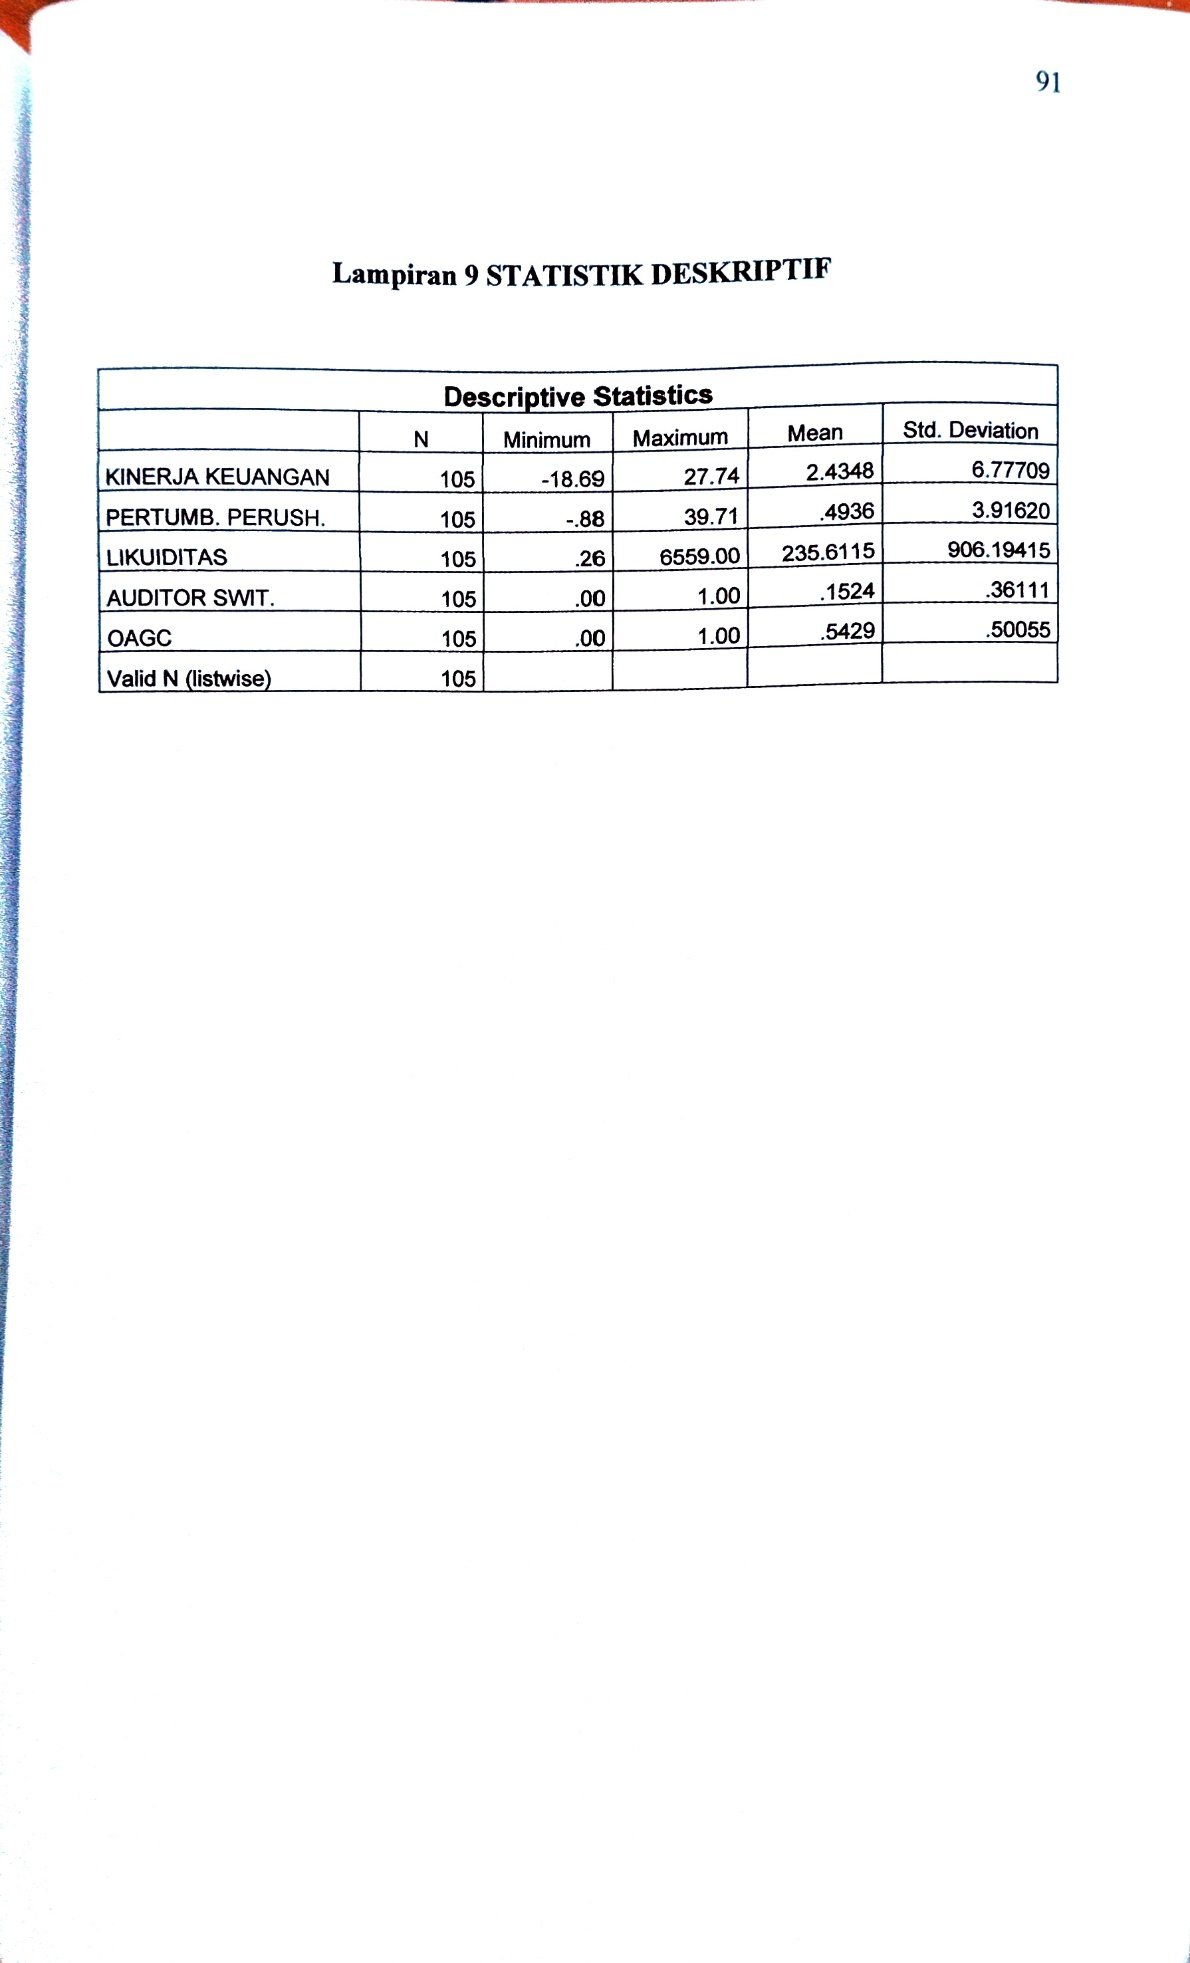 91
Lampiran 9 STATISTIK DESKRIPTIF
Descriptive Statistics
N Minimum Maximum Mean Std. Deviation
KINERJA KEUANGAN 105 -18.69 27.74 2.4348 6.77709
PERTUMB. PERUSH. 105 -.88 39.71 .4936 3.91620
LIKUIDITAS 105 .26 6559.00 235.6115 906.19415
AUDITOR SWIT. 105 .00 1.00 .1524 .36111
OAGC 105 .00 1.00 .5429 .50055
Valid N (listwise) 105